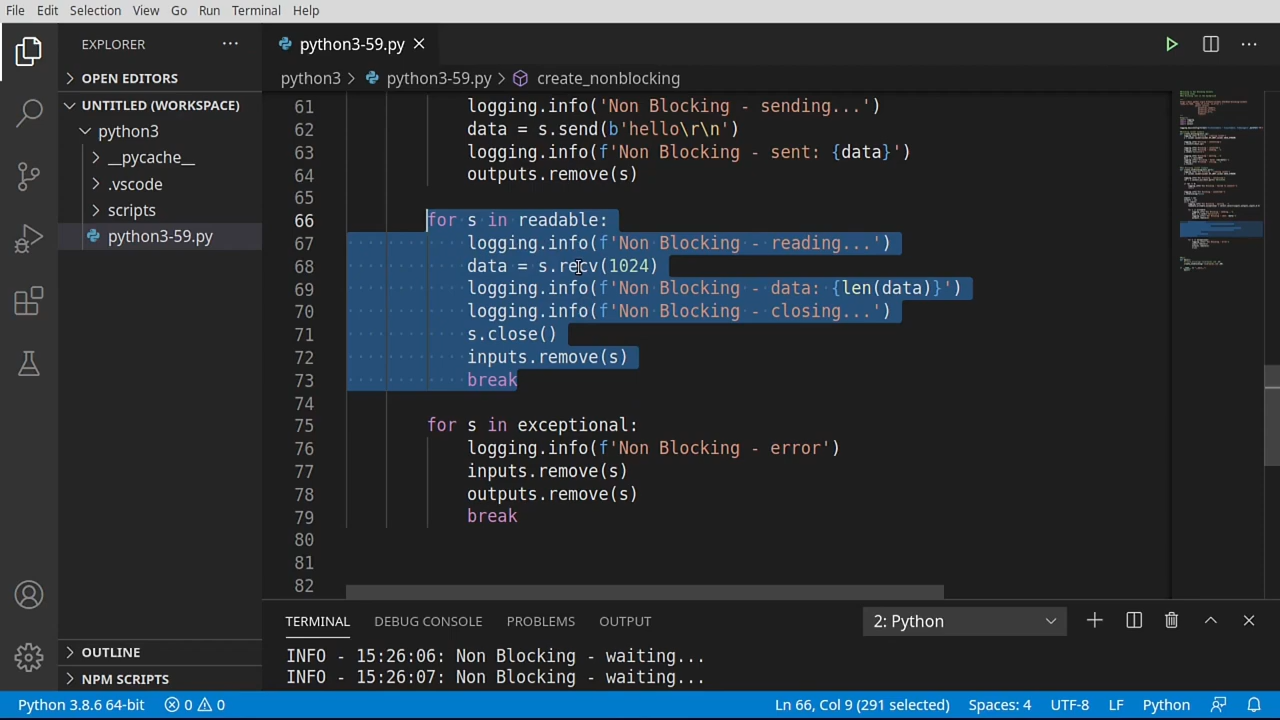 File Edit Selection View Go Run Terminal Help
EXPLORER
python3-59.py
OPEN EDITORS
python3 python3-59.py create_nonblocking
UNTITLED (WORKSPACE)
python3
__pycache__
.vscode
scripts
python3-59.py
61 logging.info('Non Blocking - sending...')
62 data = s.send(b'hello\r\n')
63 logging.info(f'Non Blocking - sent: {data}')
64 outputs.remove(s)
65
66 for s in readable:
67 logging.info(f'Non Blocking - reading...')
68 data = s.recv(1024)
69 logging.info(f'Non Blocking - data: {len(data)}')
70 logging.info(f'Non Blocking - closing...')
71 s.close()
72 inputs.remove(s)
73 break
74
75 for s in exceptional:
76 logging.info(f'Non Blocking - error')
77 inputs.remove(s)
78 outputs.remove(s)
79 break
80
81
82
TERMINAL DEBUG CONSOLE PROBLEMS OUTPUT 2: Python
INFO - 15:26:06: Non Blocking - waiting...
INFO - 15:26:07: Non Blocking - waiting...
OUTLINE
NPM SCRIPTS
Python 3.8.6 64-bit 0 0 Ln 66, Col 9 (291 selected) Spaces: 4 UTF-8 LF Python